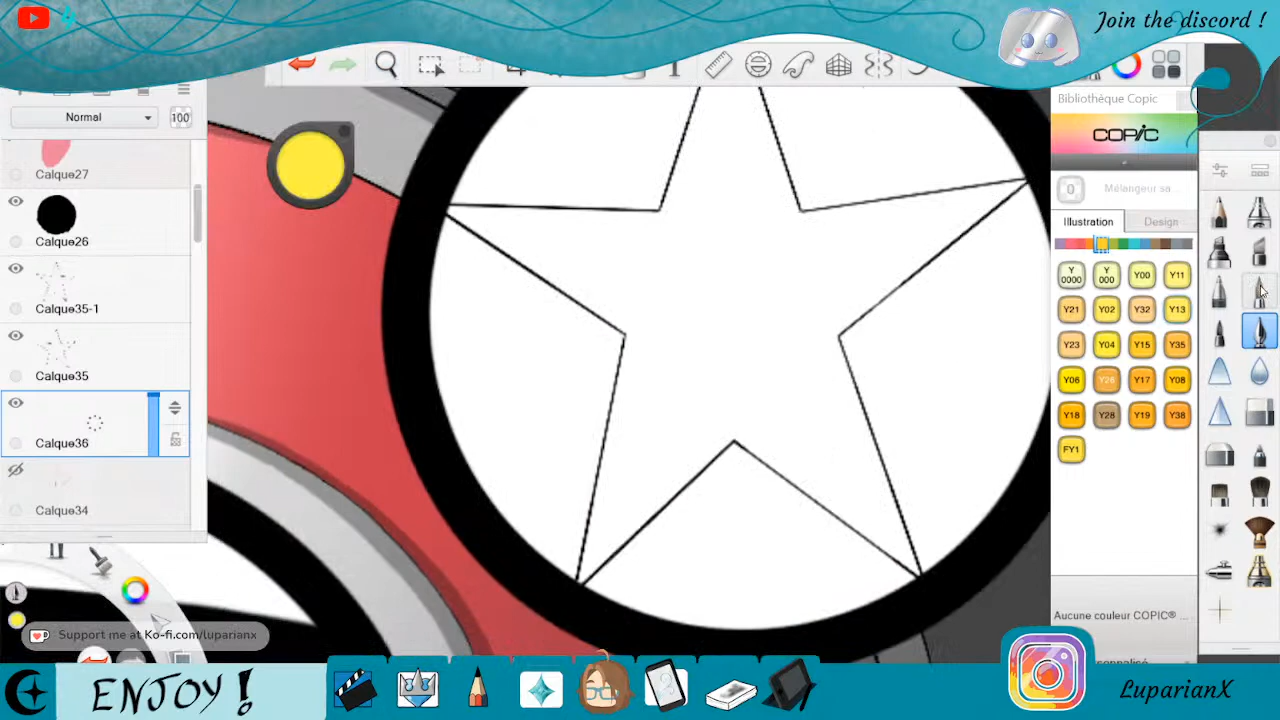 4
Join the discord !
Normal
100
Bibliothèque Copic
COPIC
Calque27
0
Mélangeur sa...
Calque26
Illustration
Design
Y 0000
Y 000
Y00
Y11
Calque35-1
Y21
Y02
Y32
Y13
Y23
Y04
Y15
Y35
Calque35
Y06
Y26
Y17
Y08
Y18
Y28
Y19
Y38
Calque36
FY1
Calque34
Aucune couleur COPIC® ...
Support me at Ko-fi.com/luparianx
ENJOY !
LuparianX